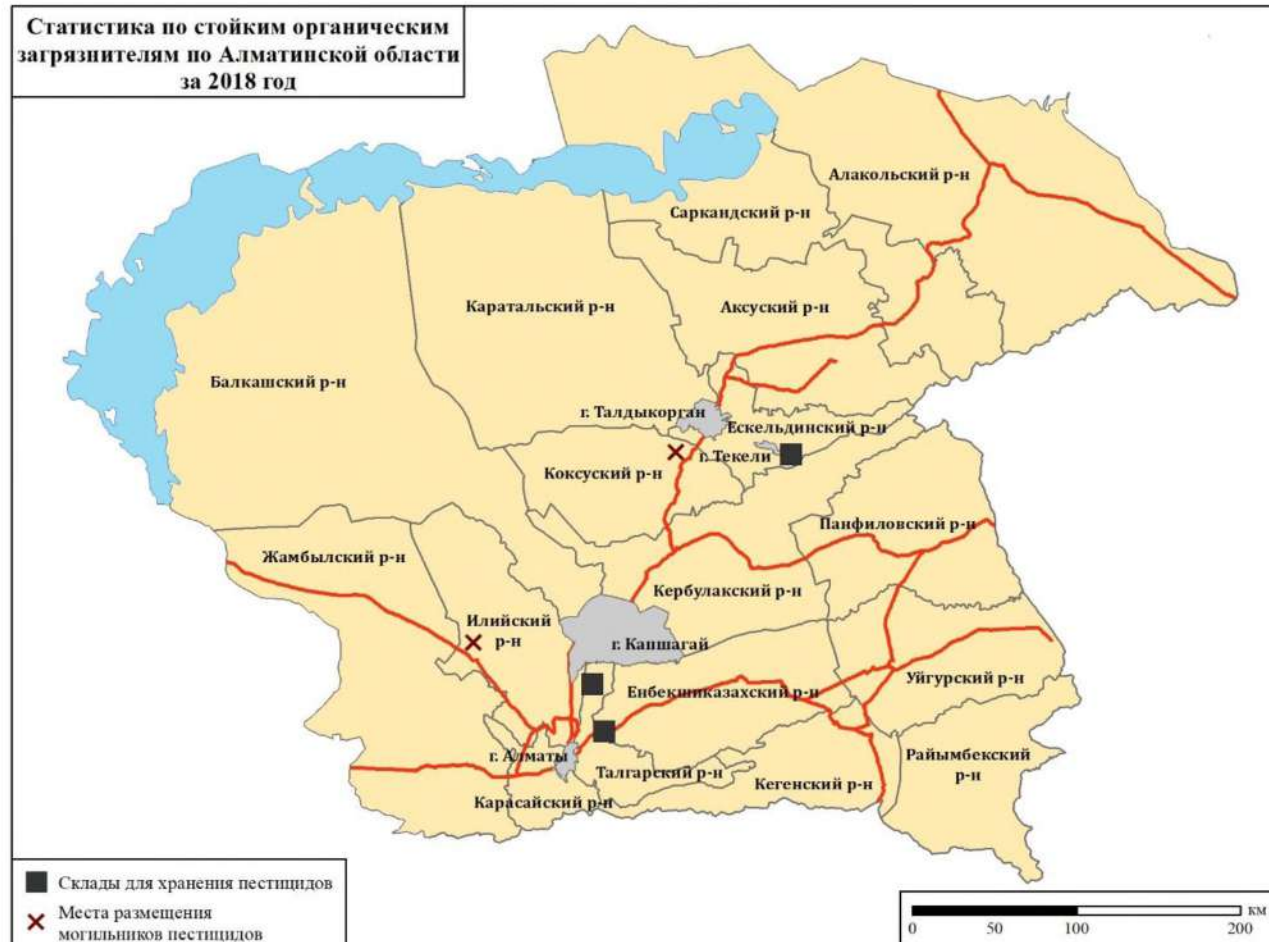 Статистика по стойким органическим
загрязнителям по Алматинской области
за 2018 год
Алакольский р-н
Саркандский р-н
Каратальский р-н
Аксуский р-н
Балкашский р-н
г. Талдыкорган
Ескельдинский р-н
г. Текели
Коксуский р-н
Панфиловский р-н
Жамбылский р-н
Кербулакский р-н
Илийский
р-н
г. Капшагай
Енбекшиказахский р-н
Уйгурский р-н
Райымбекский
р-н
г. Алматы
Талгарский р-н
Кегенский р-н
Карасайский р-н
Склады для хранения пестицидов
Места размещения
могильников пестицидов
км
0 50 100 200